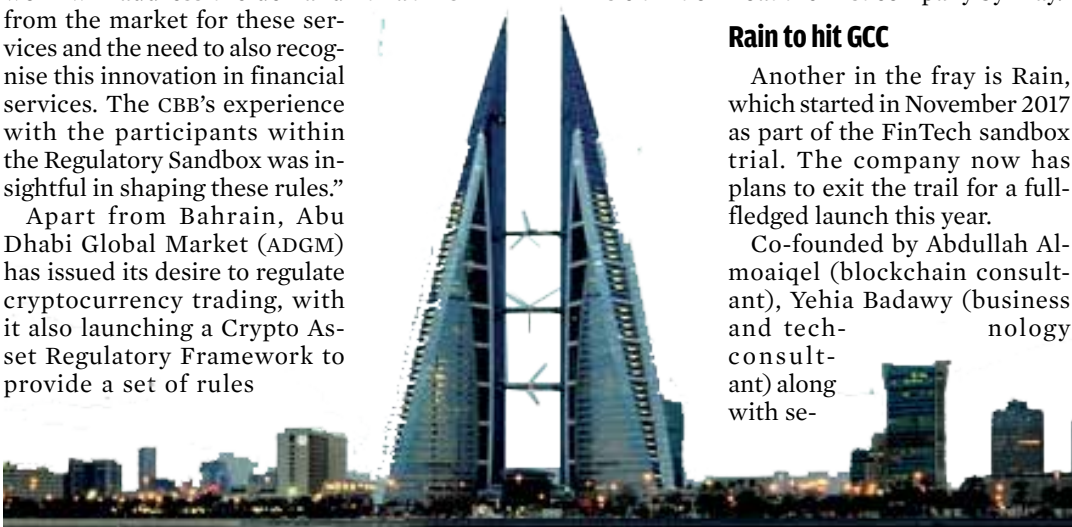 from the market for these ser-
vices and the need to also recog-
nise this innovation in financial
services. The CBB's experience
with the participants within
the Regulatory Sandbox was in-
sightful in shaping these rules.”
Apart from Bahrain, Abu
Dhabi Global Market (ADGM)
has issued its desire to regulate
cryptocurrency trading, with
it also launching a Crypto As-
set Regulatory Framework to
provide a set of rules
Rain to hit GCC
Another in the fray is Rain,
which started in November 2017
as part of the FinTech sandbox
trial. The company now has
plans to exit the trail for a full-
fledged launch this year.
Co-founded by Abdullah Al-
moaiqel (blockchain consult-
ant), Yehia Badawy (business
and tech- nology
consult-
ant) along
with se-